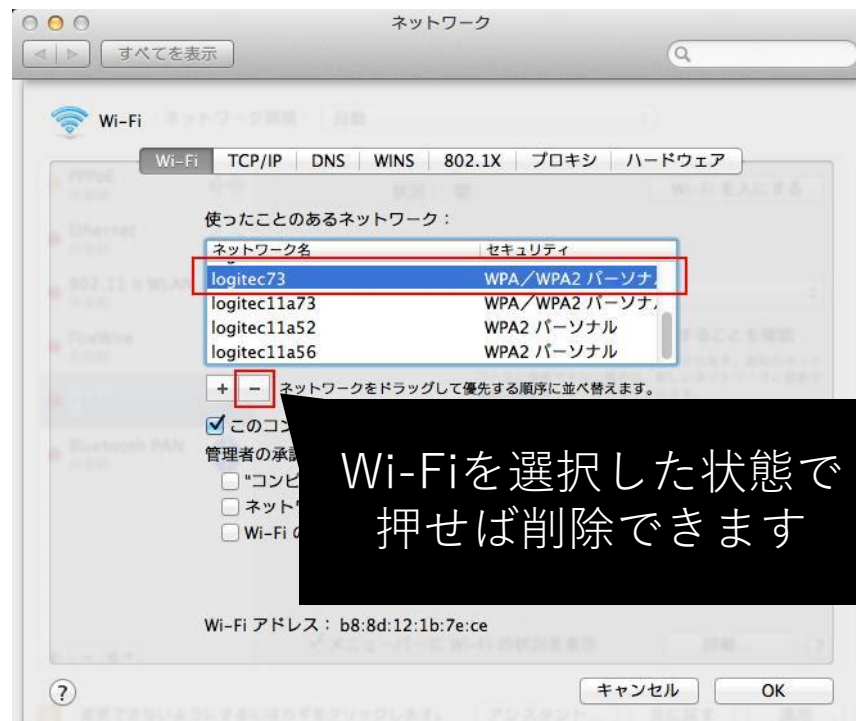 ネットワーク
すべてを表示
Wi-Fi
Wi-Fi TCP/IP DNS WINS 802.1X プロキシ ハードウェア
使ったことのあるネットワーク：
ネットワーク名 セキュリティ
logitec73 WPA／WPA2 パーソナ
logitec11a73 WPA／WPA2 パーソナ
logitec11a52 WPA2 パーソナル
logitec11a56 WPA2 パーソナル
+ − ネットワークをドラッグして優先する順序に並べ替えます。
このコン
管理者の承認
"コンピ
ネットワ
Wi-Fi の
Wi-Fiを選択した状態で
押せば削除できます
Wi-Fi アドレス： b8:8d:12:1b:7e:ce
? キャンセル OK